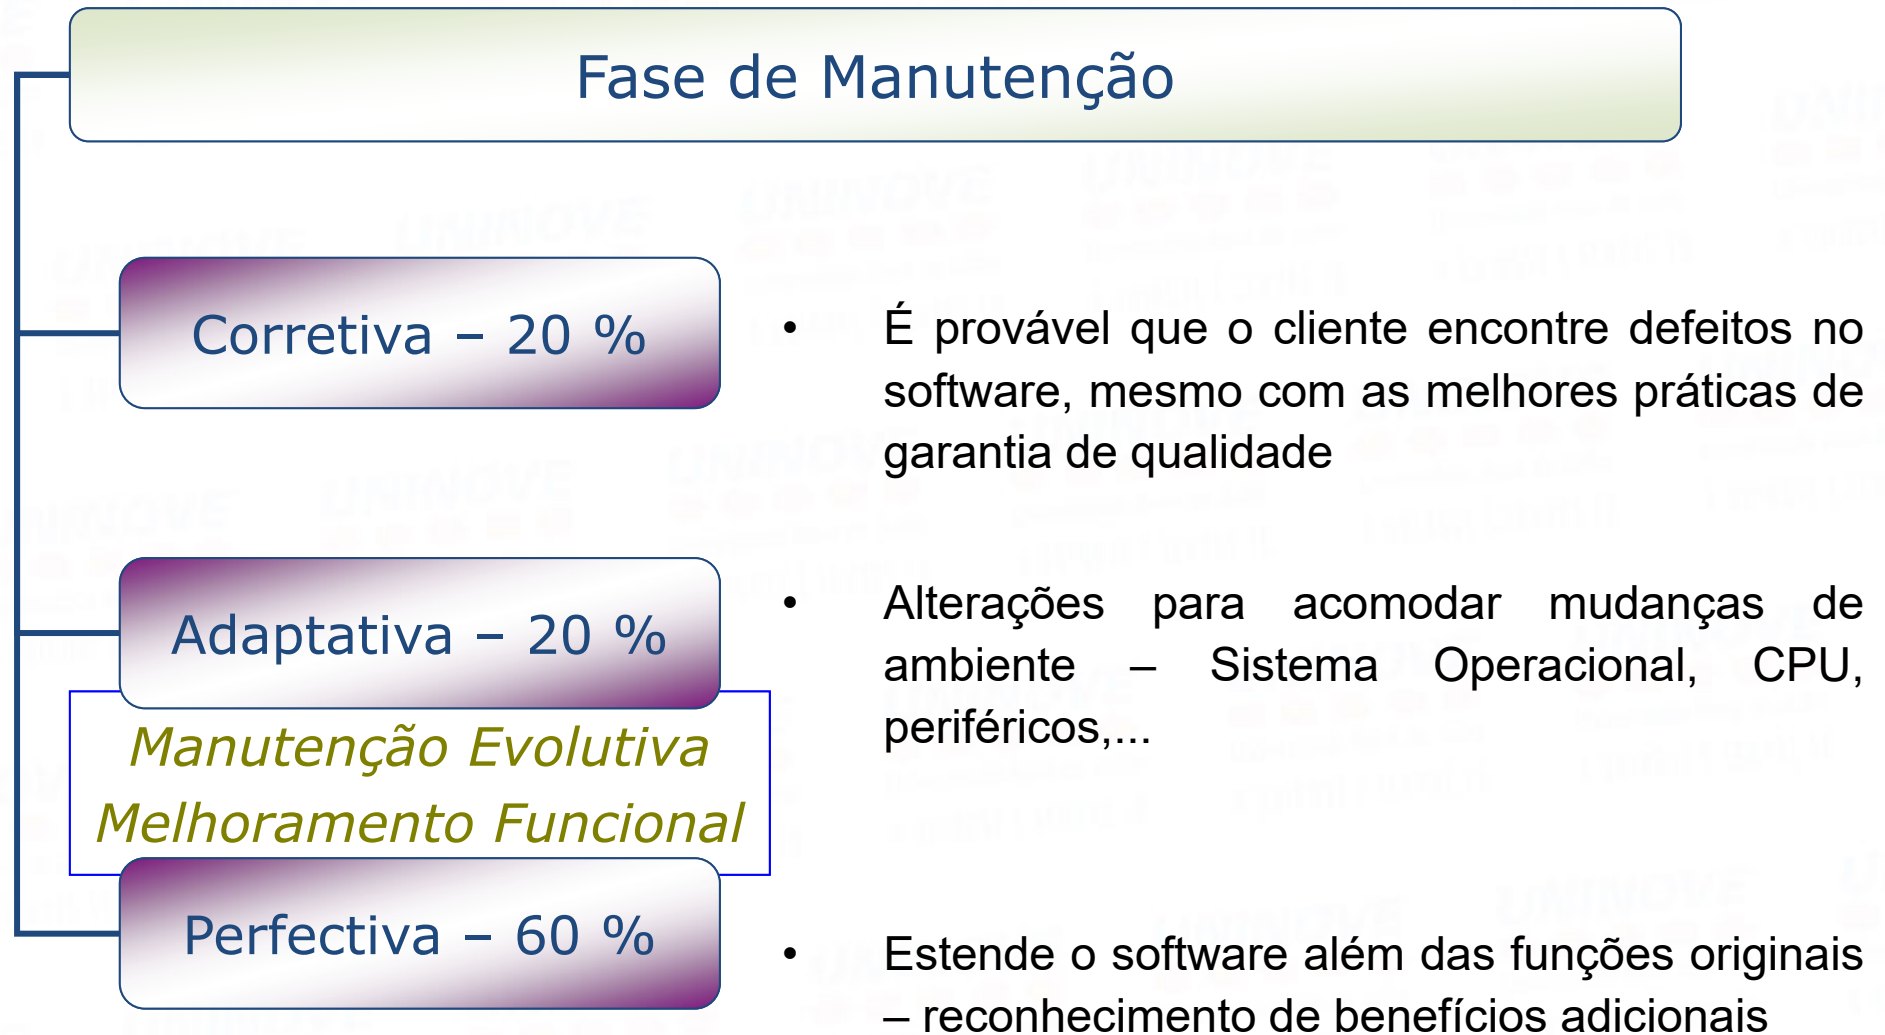 Fase de Manutenção
Corretiva – 20 %
• É provável que o cliente encontre defeitos no
software, mesmo com as melhores práticas de
garantia de qualidade
Adaptativa – 20 %
• Alterações para acomodar mudanças de
ambiente – Sistema Operacional, CPU,
periféricos,...
Manutenção Evolutiva
Melhoramento Funcional
Perfectiva – 60 %
• Estende o software além das funções originais
– reconhecimento de benefícios adicionais
UNINOVE